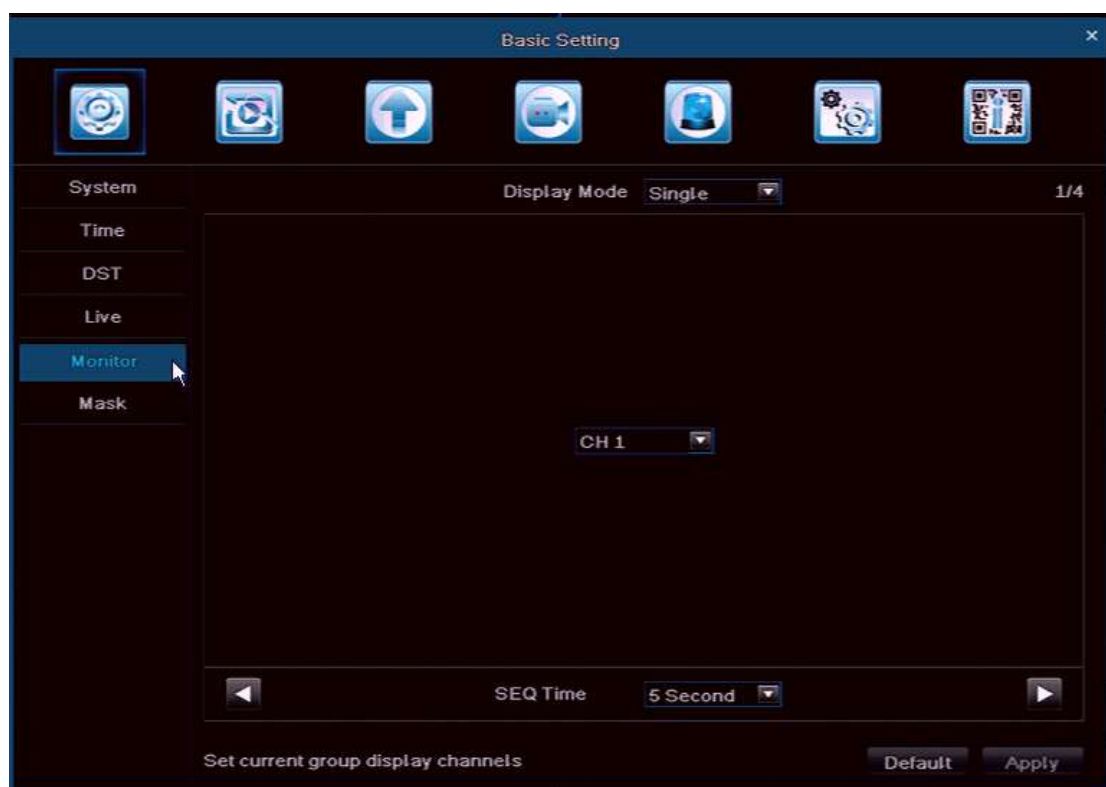 Basic Setting
System
Time
DST
Live
Monitor
Mask
Display Mode Single 1/4
CH 1
SEQ Time 5 Second
Set current group display channels
Default Apply